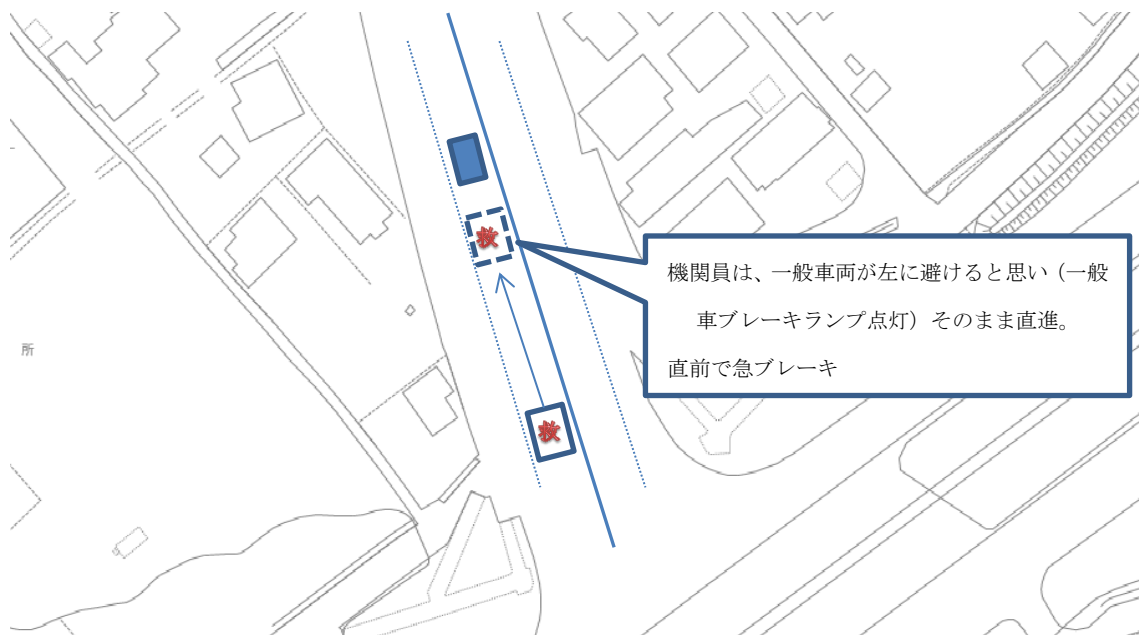 救
機関員は、一般車両が左に避けると思い（一般
車ブレーキランプ点灯）そのまま直進。
直前で急ブレーキ
所
救